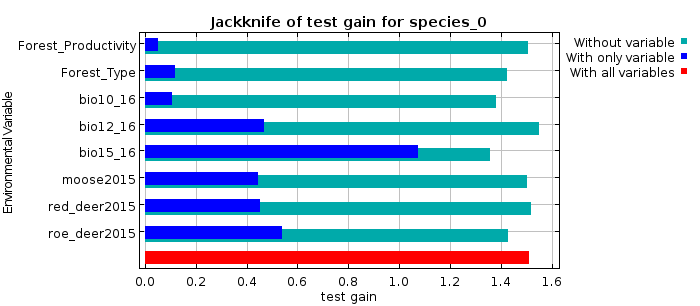 Jackknife of test gain for species_0
Forest_Productivity
Forest_Type
bio10_16
bio12_16
bio15_16
moose2015
red_deer2015
roe_deer2015
Environmental Variable
0.0 0.2 0.4 0.6 0.8 1.0 1.2 1.4 1.6
test gain
Without variable
With only variable
With all variables